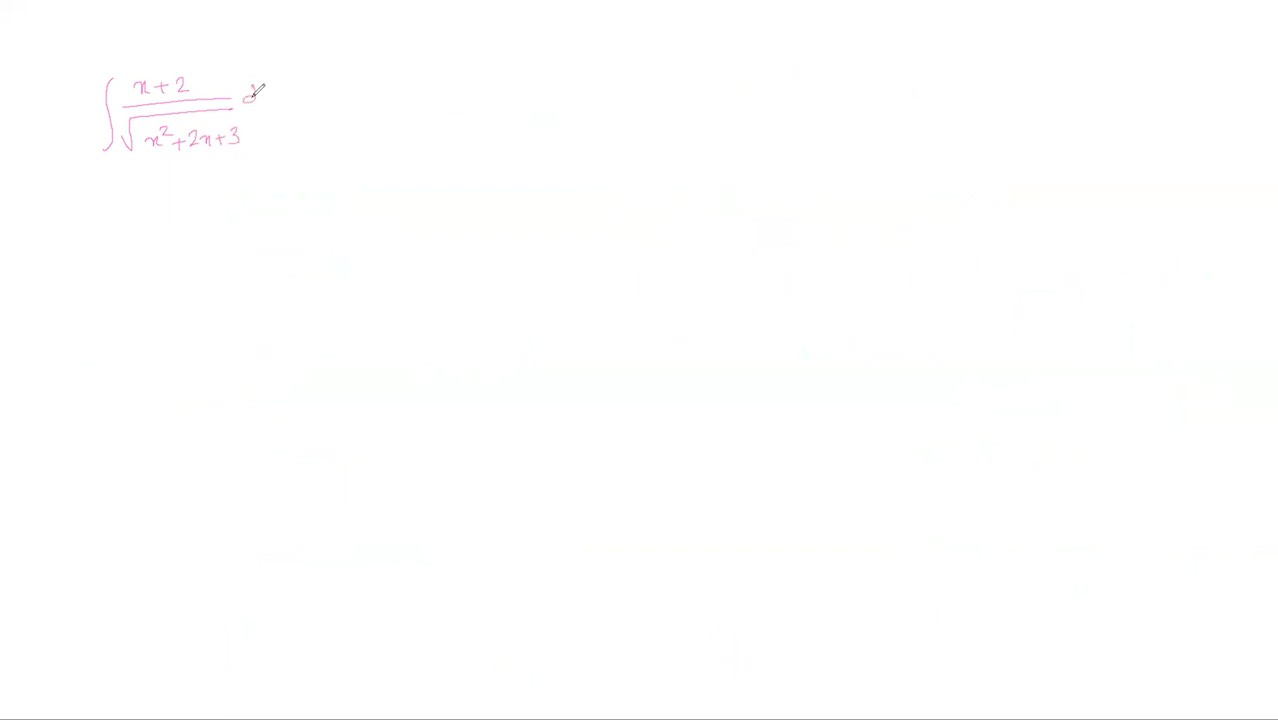 ∫ x+2 / √(x²+2x+3) d